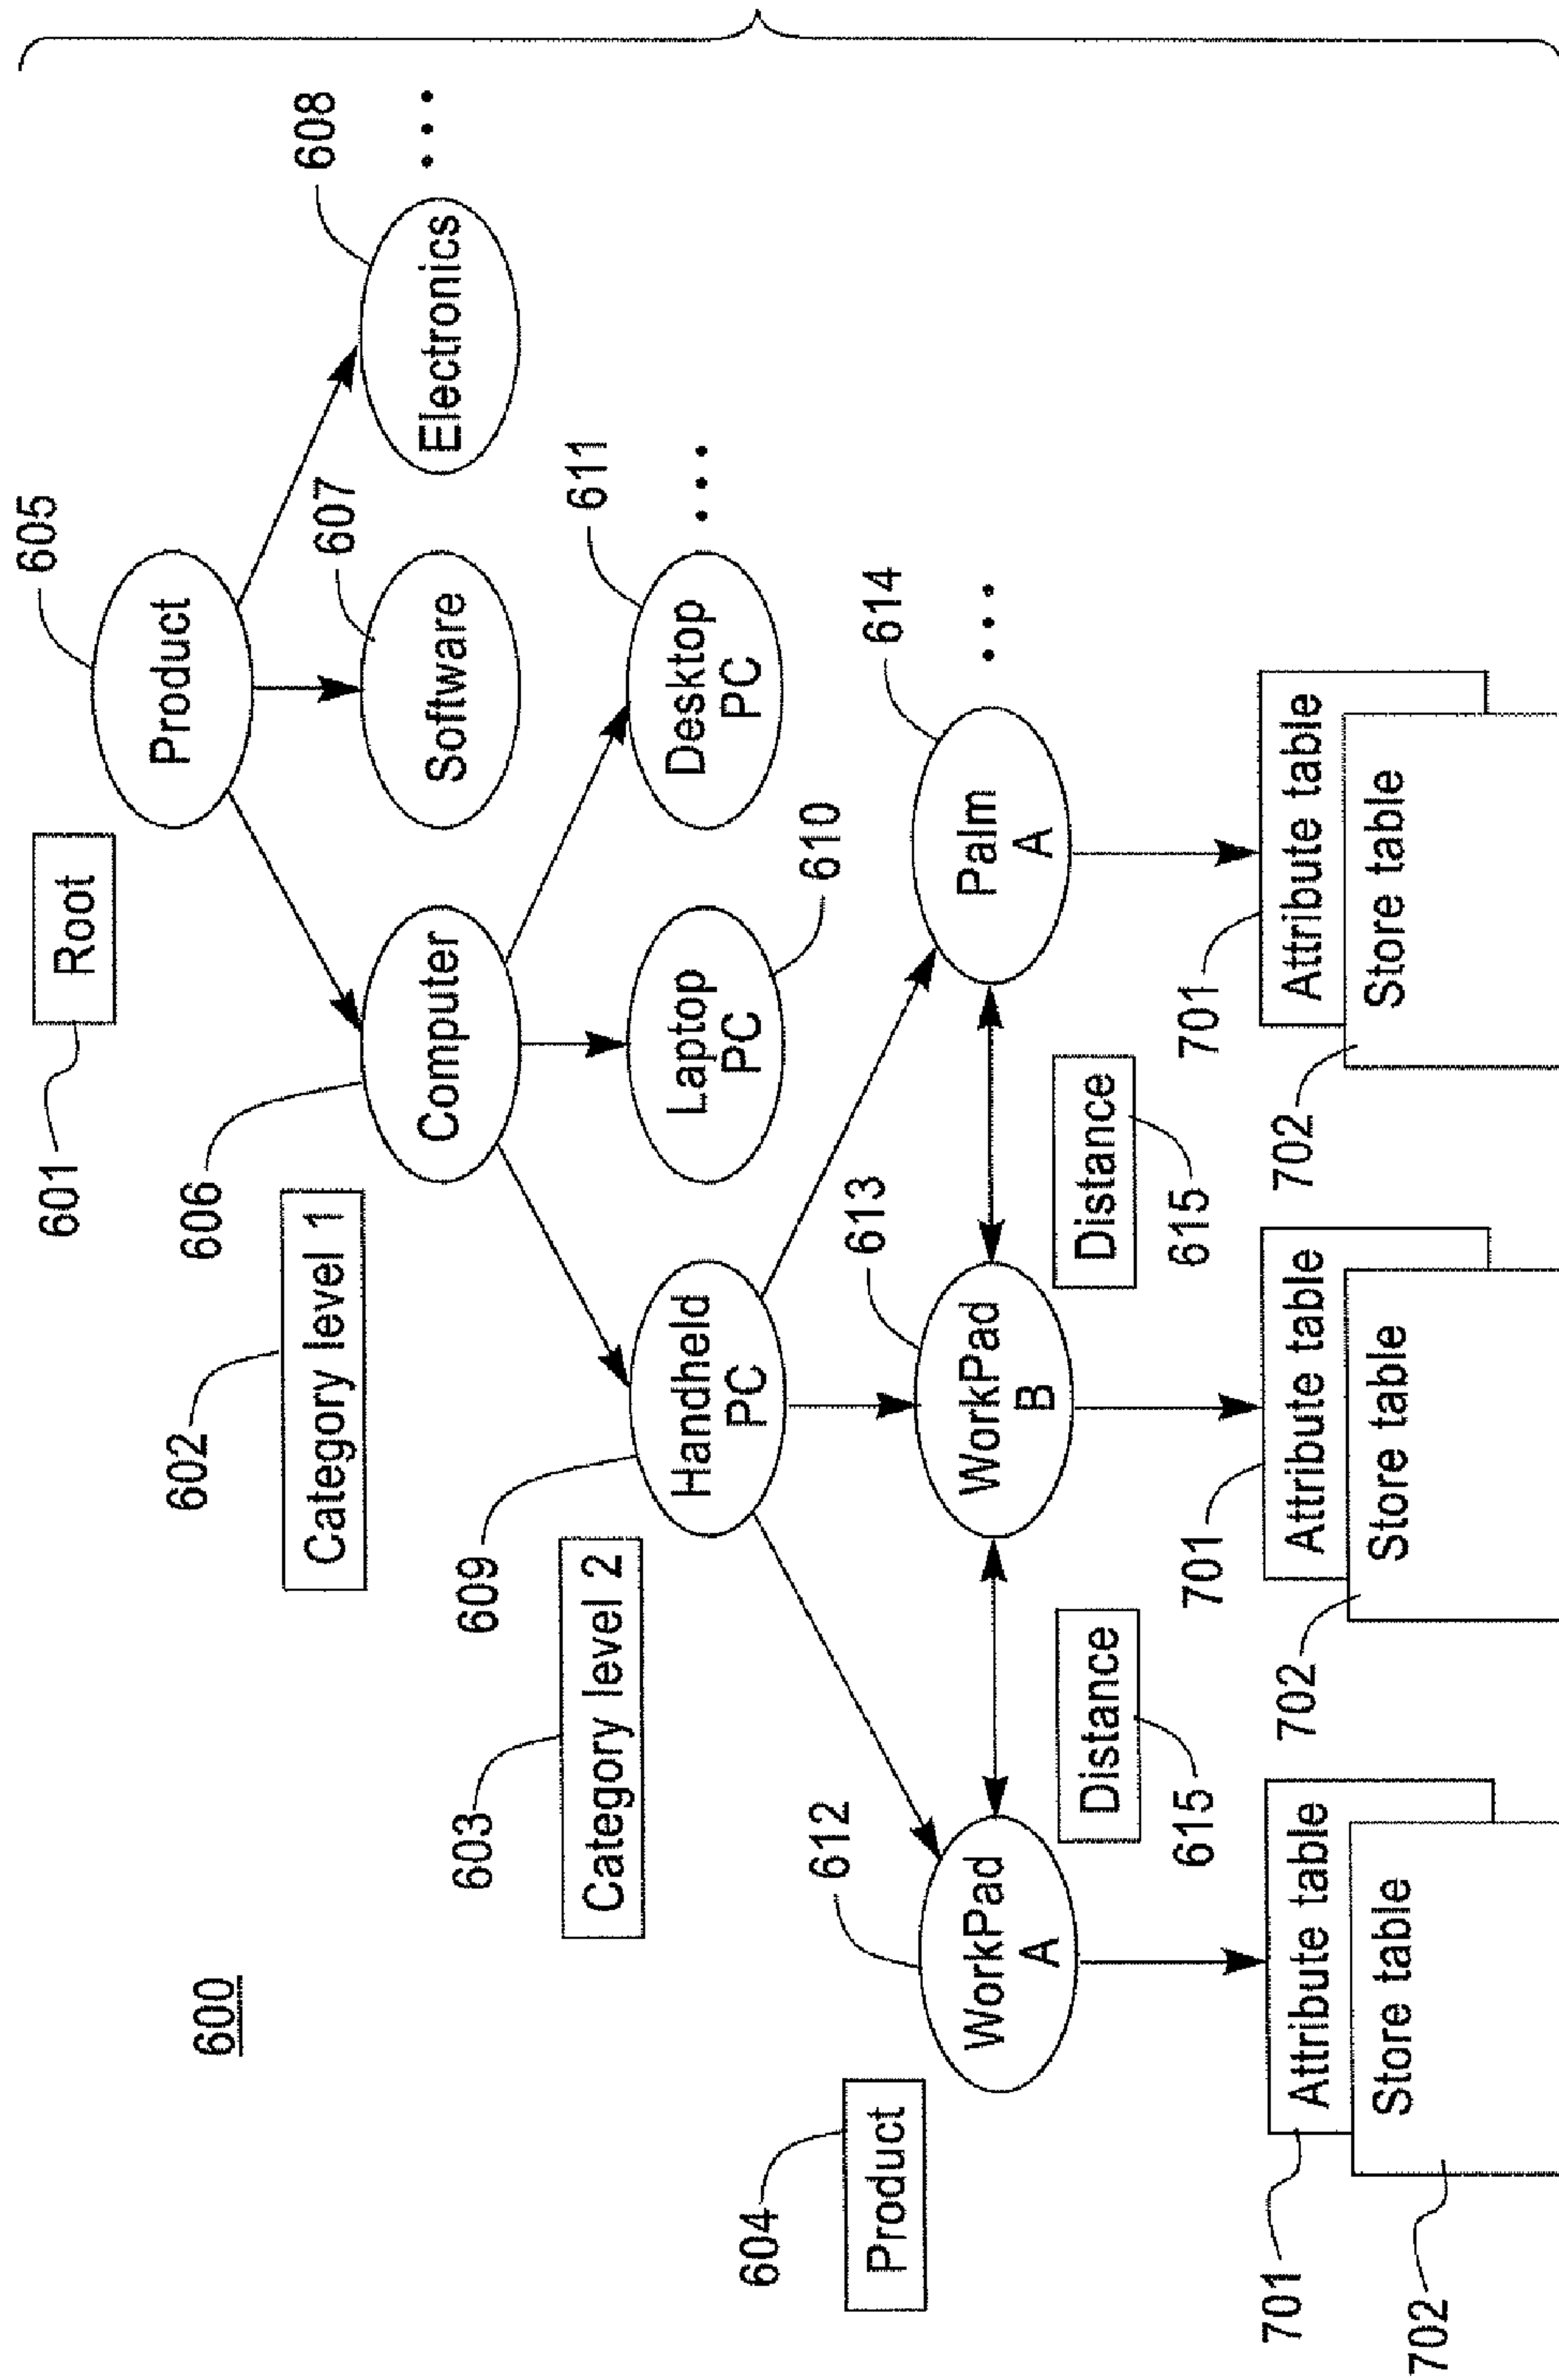 600
601
Root
605
Product
602
Category level 1
606
Computer
607
Software
608
Electronics
...
603
Category level 2
609
Handheld
PC
610
Laptop
PC
611
Desktop
PC
...
604
Product
612
WorkPad
A
613
WorkPad
B
614
Palm
A
...
Distance
615
Distance
615
701
Attribute table
702
Store table
701
Attribute table
702
Store table
701
Attribute table
702
Store table